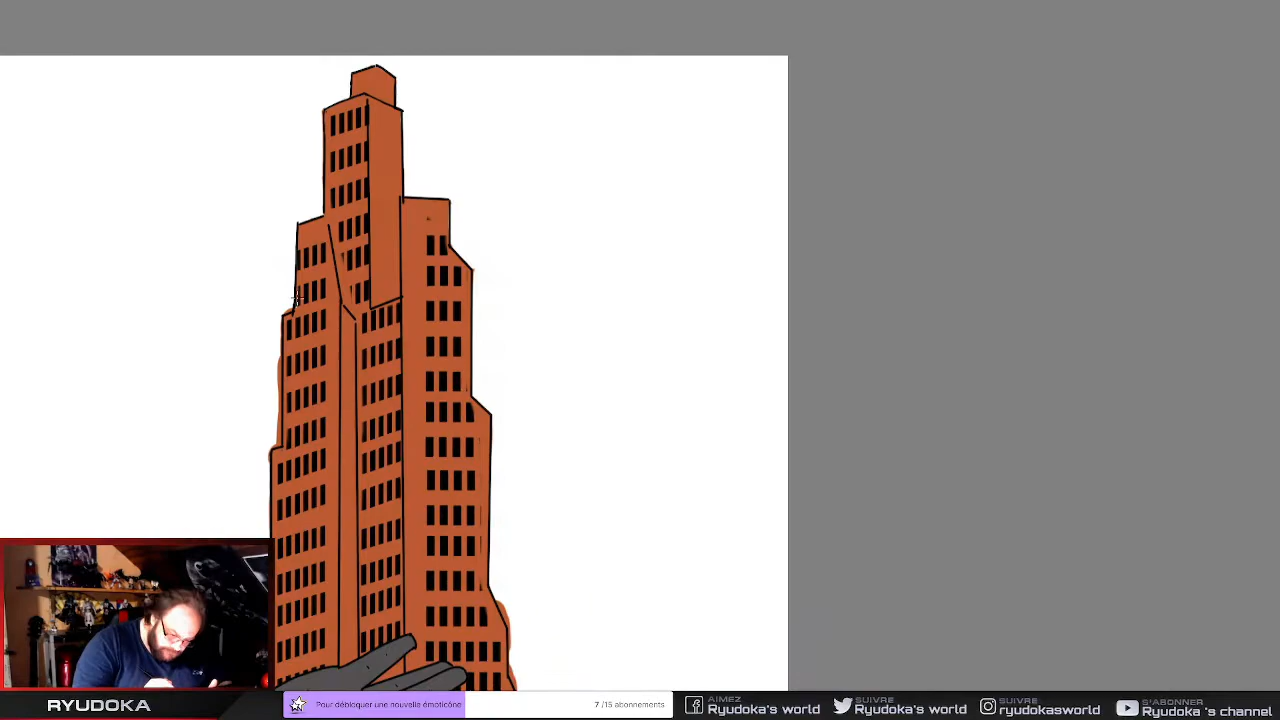 RYUDOKA
Pour débloquer une nouvelle émoticône
7 /15 abonnements
AIMEZ
Ryudoka's world
SUIVRE
Ryudoka's world
SUIVRE
ryudokasworld
S'ABONNER
Ryudoka 's channel